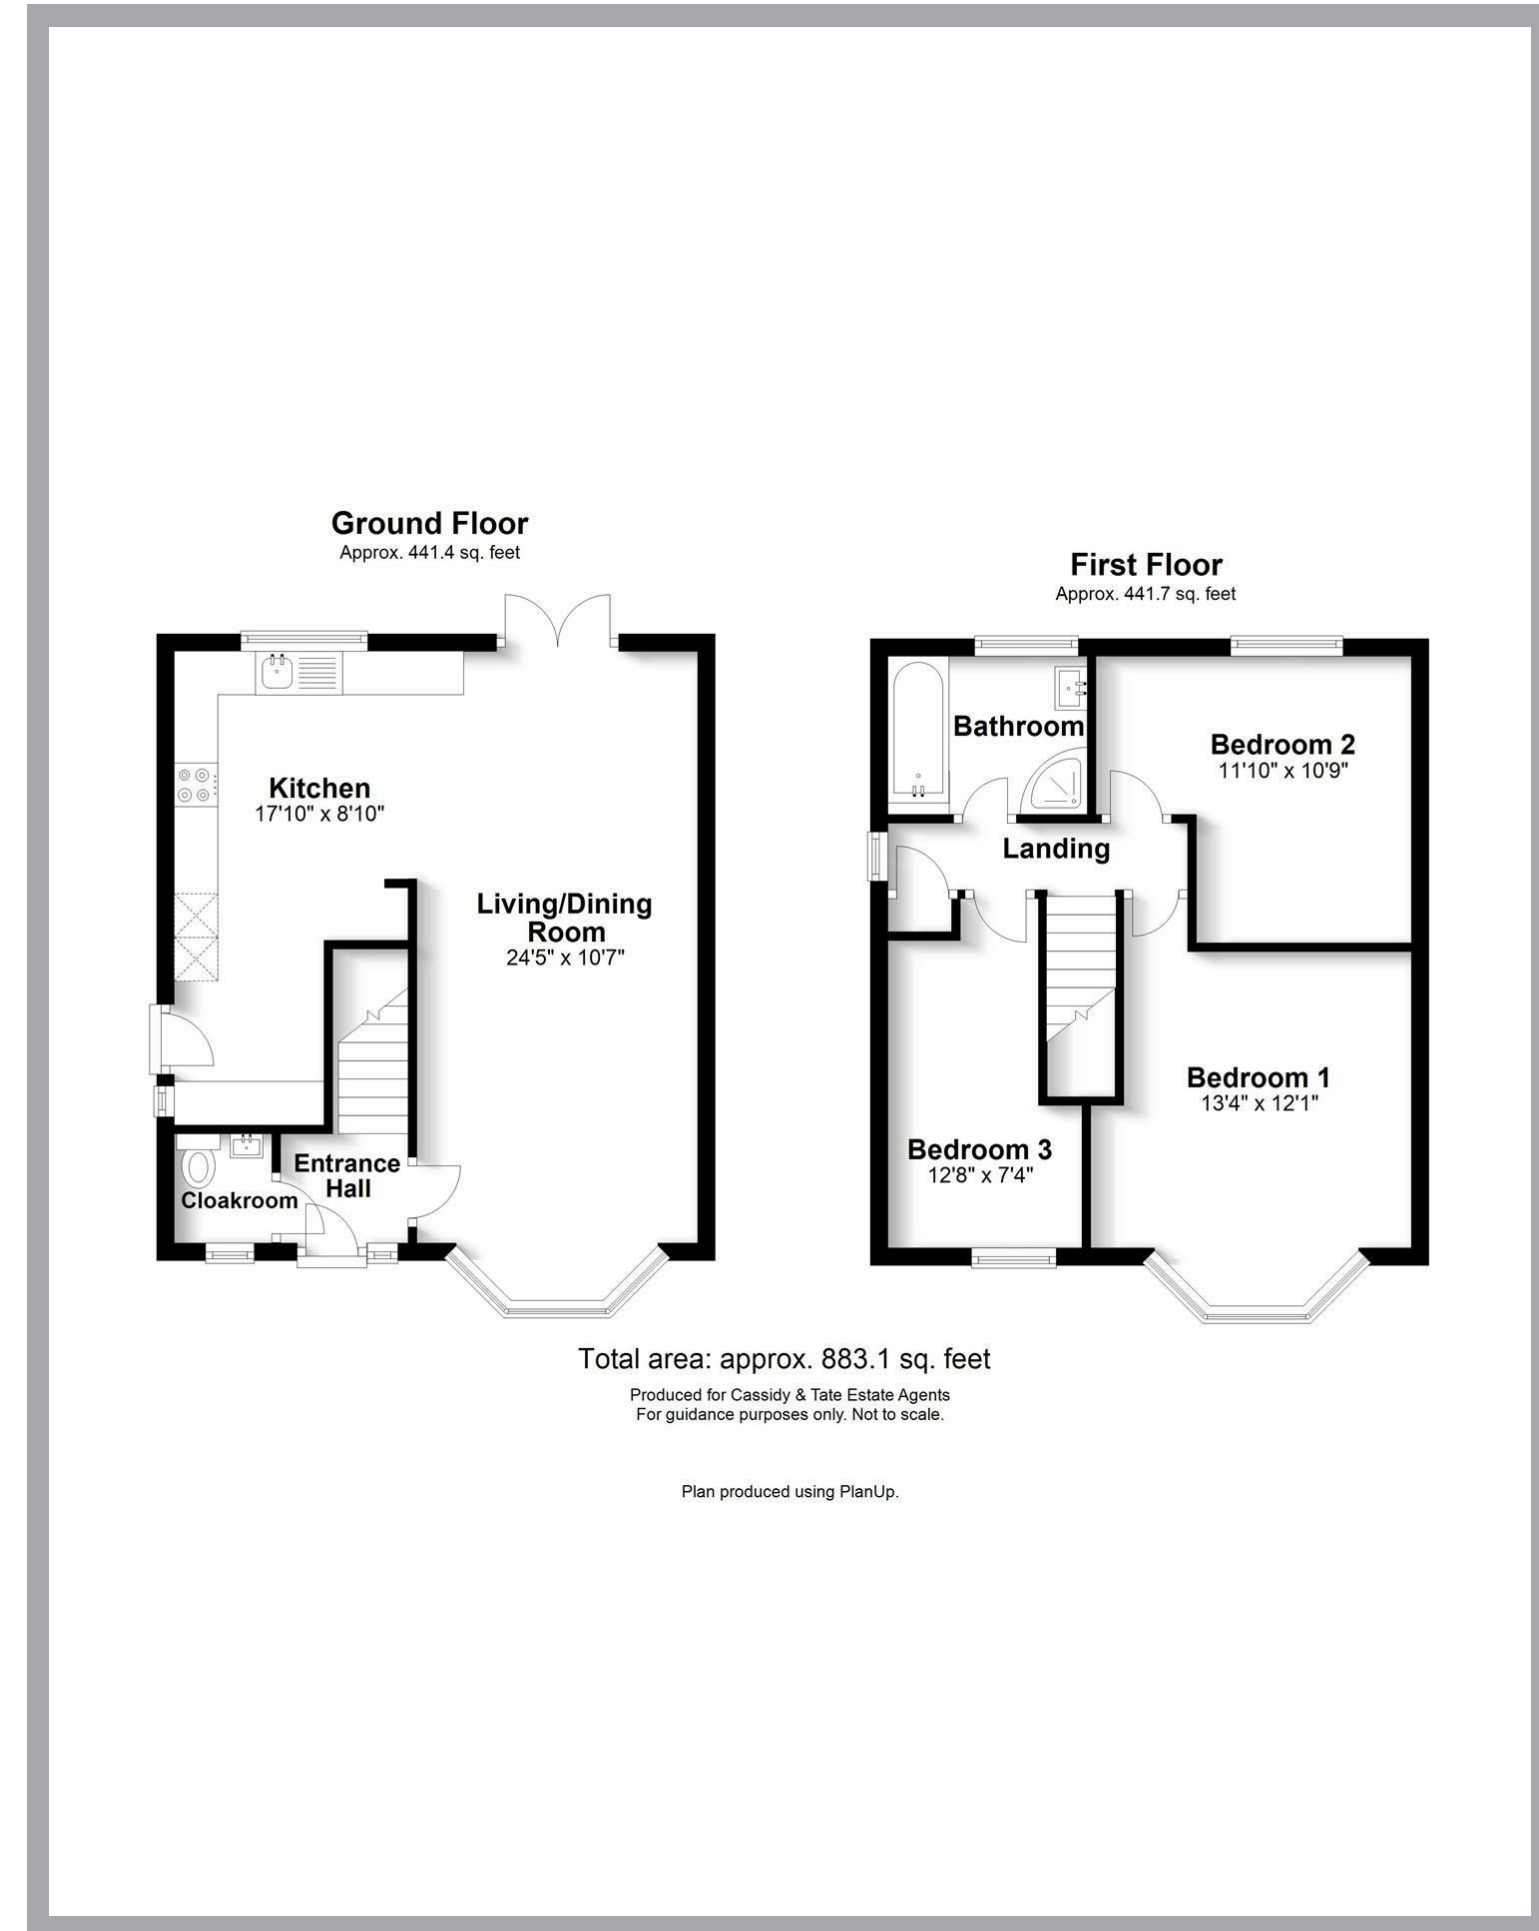 Ground Floor
Approx. 441.4 sq. feet
Kitchen
17'10" x 8'10"
Living/Dining
Room
24'5" x 10'7"
Entrance
Hall
Cloakroom
First Floor
Approx. 441.7 sq. feet
Bathroom
Bedroom 2
11'10" x 10'9"
Landing
Bedroom 1
13'4" x 12'1"
Bedroom 3
12'8" x 7'4"
Total area: approx. 883.1 sq. feet
Produced for Cassidy & Tate Estate Agents
For guidance purposes only. Not to scale.
Plan produced using PlanUp.